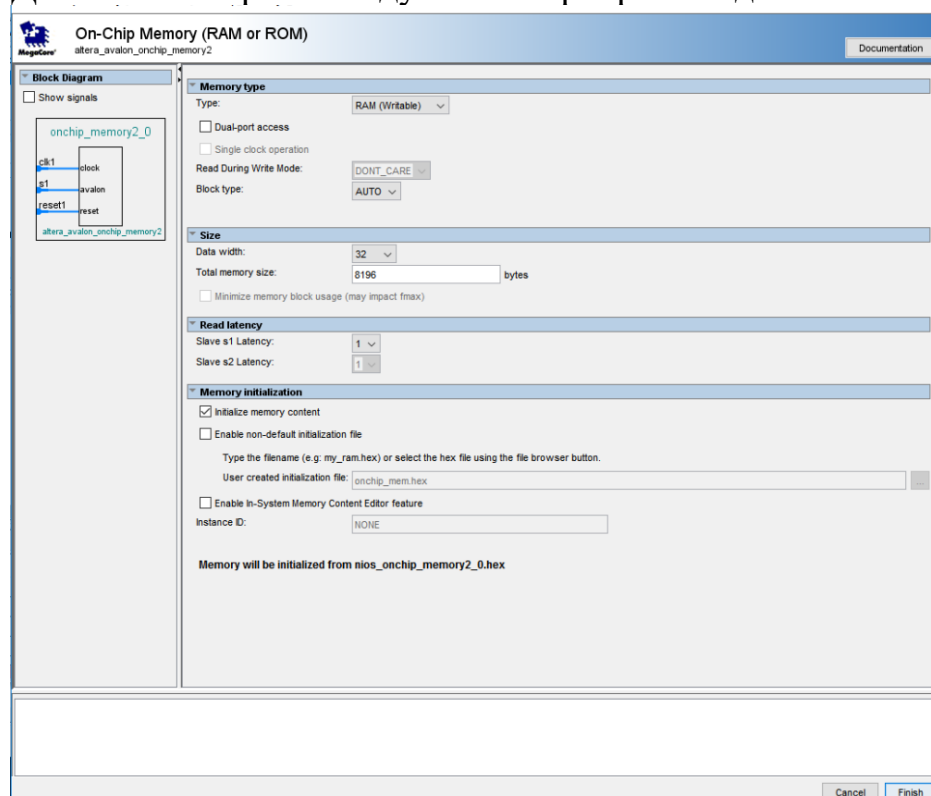 On-Chip Memory (RAM or ROM)
MegaCore®
altera_avalon_onchip_memory2
Documentation
Block Diagram
Show signals
onchip_memory2_0
clk1
clock
s1
avalon
reset1
reset
altera_avalon_onchip_memory2
Memory type
Type: RAM (Writable)
Dual-port access
Single clock operation
Read During Write Mode: DONT_CARE
Block type: AUTO
Size
Data width: 32
Total memory size: 8196 bytes
Minimize memory block usage (may impact fmax)
Read latency
Slave s1 Latency: 1
Slave s2 Latency: 1
Memory initialization
Initialize memory content
Enable non-default initialization file
Type the filename (e.g: my_ram.hex) or select the hex file using the file browser button.
User created initialization file: onchip_mem.hex ...
Enable In-System Memory Content Editor feature
Instance ID: NONE
Memory will be initialized from nios_onchip_memory2_0.hex
Cancel Finish